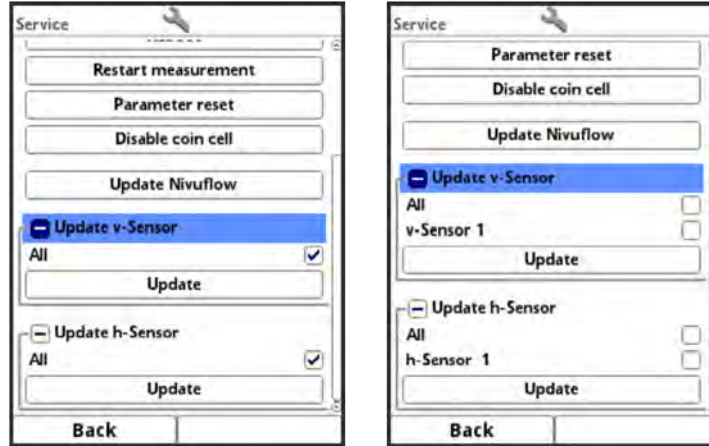 Service
Restart measurement
Parameter reset
Disable coin cell
Update Nivuflow
Update v-Sensor
All
Update
Update h-Sensor
All
Update
Back
Service
Parameter reset
Disable coin cell
Update Nivuflow
Update v-Sensor
All
v-Sensor 1
Update
Update h-Sensor
All
h-Sensor 1
Update
Back